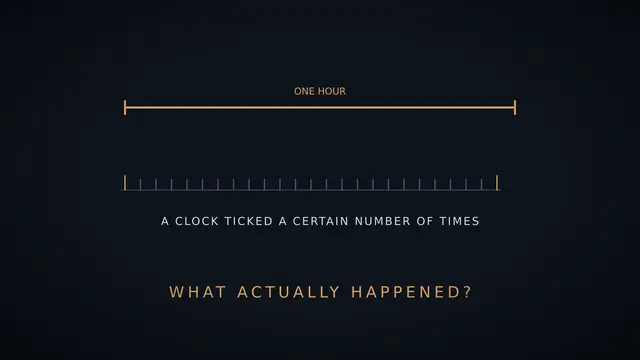 ONE HOUR
A CLOCK TICKED A CERTAIN NUMBER OF TIMES
WHAT ACTUALLY HAPPENED?